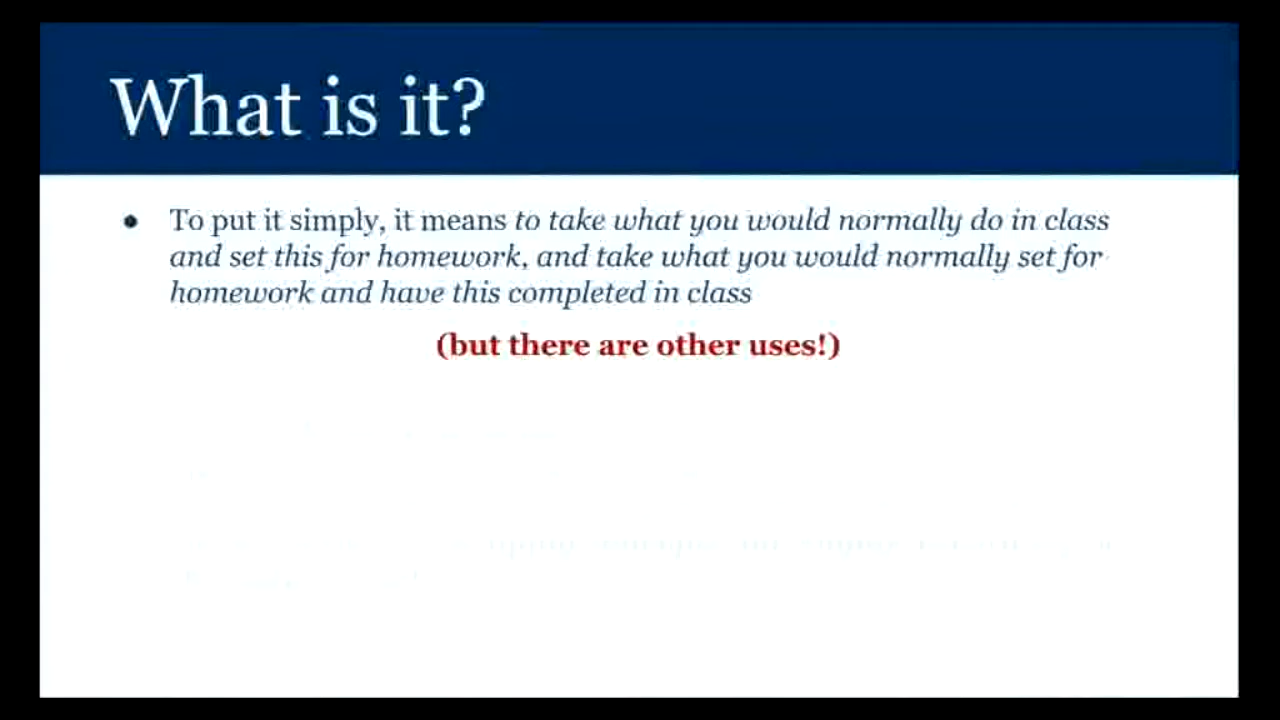 What is it?
● To put it simply, it means to take what you would normally do in class
and set this for homework, and take what you would normally set for
homework and have this completed in class
(but there are other uses!)